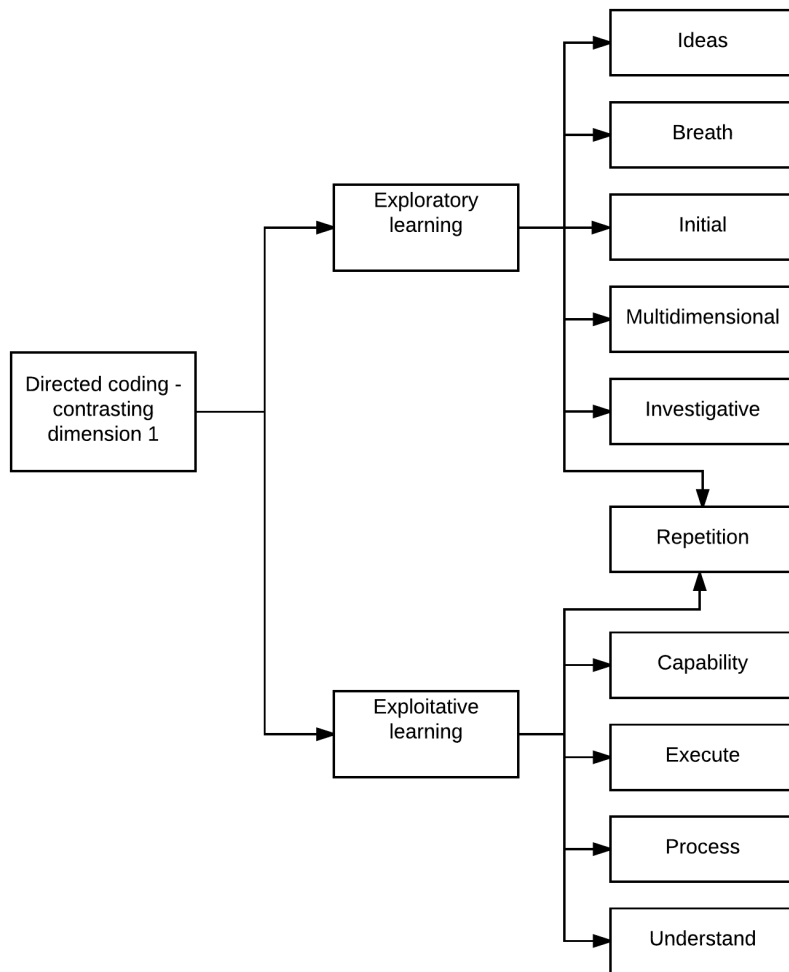 Ideas
Breath
Exploratory
learning
Initial
Multidimensional
Directed coding -
contrasting
dimension 1
Investigative
Repetition
Capability
Exploitative
learning
Execute
Process
Understand